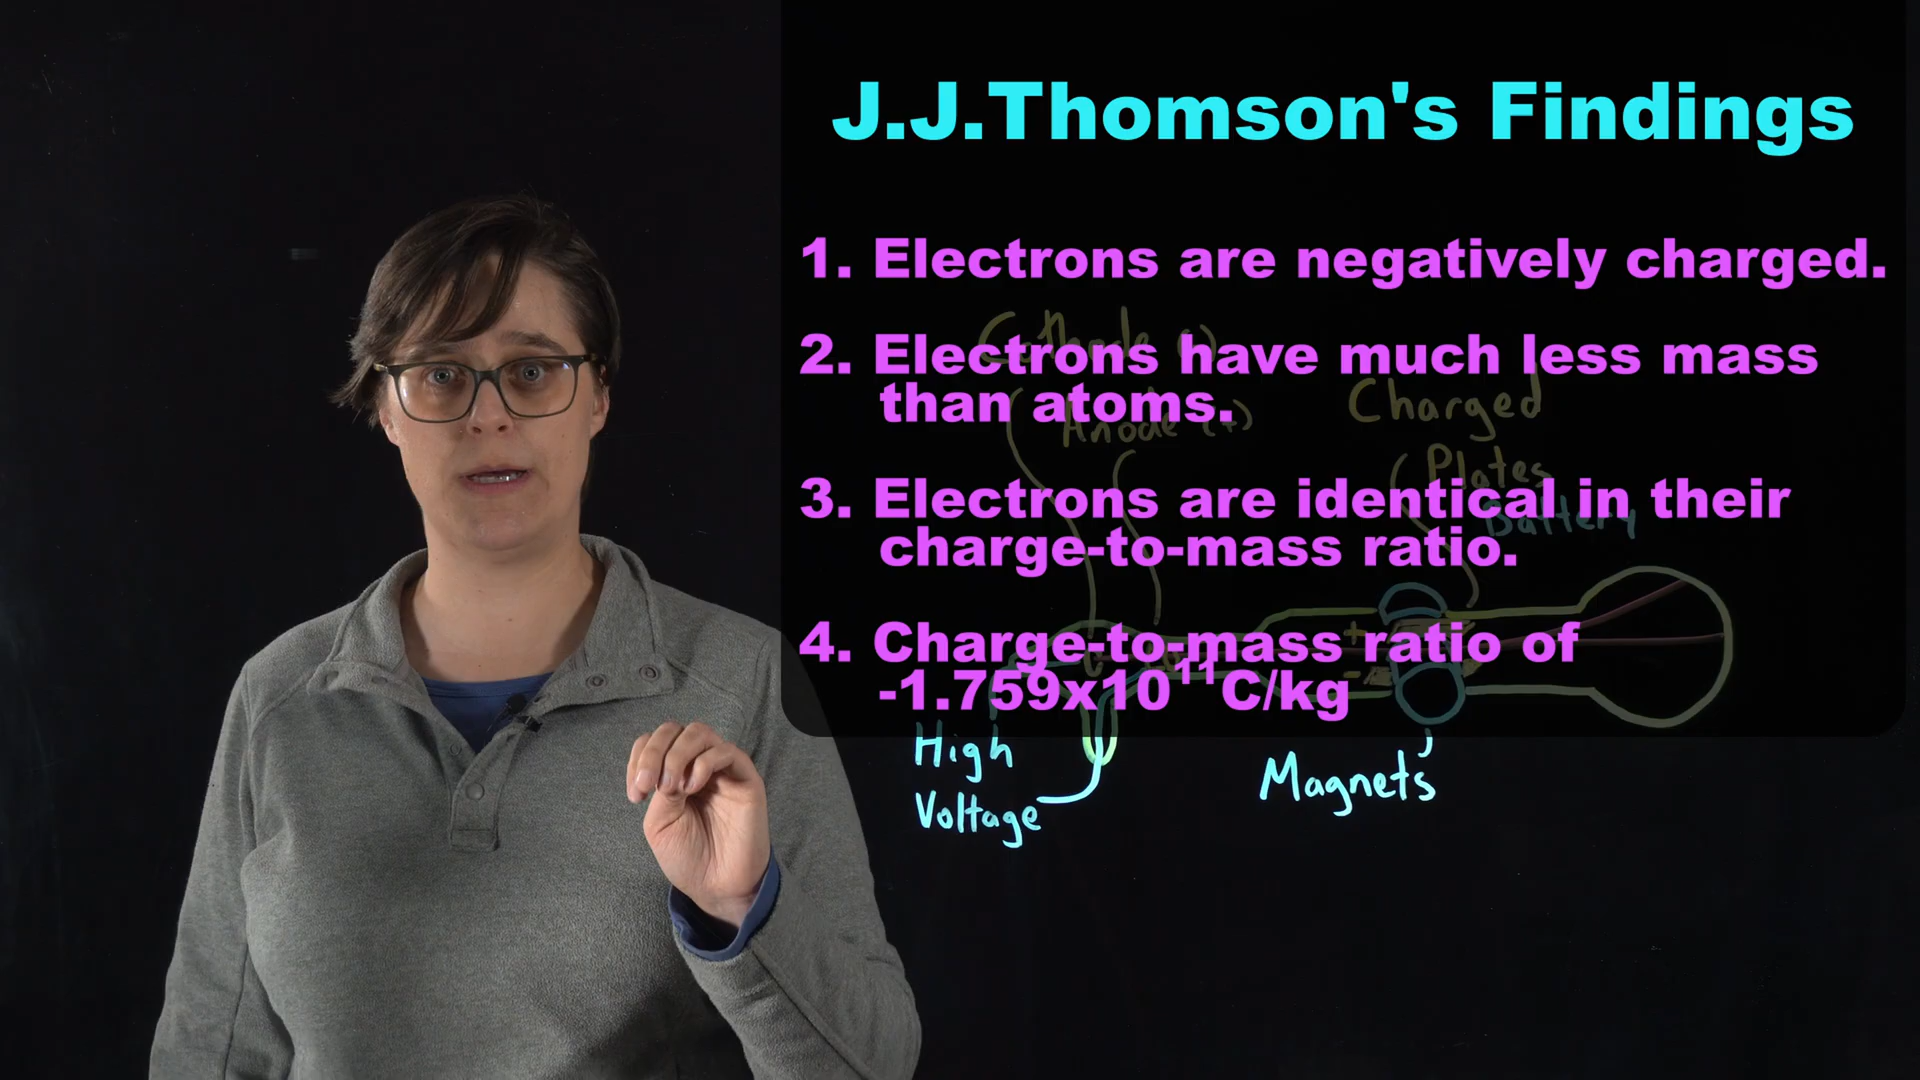 J.J.Thomson's Findings
1. Electrons are negatively charged.
Cathode (-)
2. Electrons have much less mass
than atoms.
Anode (+)
Charged
Plates
3. Electrons are identical in their
Battery
charge-to-mass ratio.
4. Charge-to-mass ratio of
-1.759x10¹¹C/kg
High
Voltage
Magnets